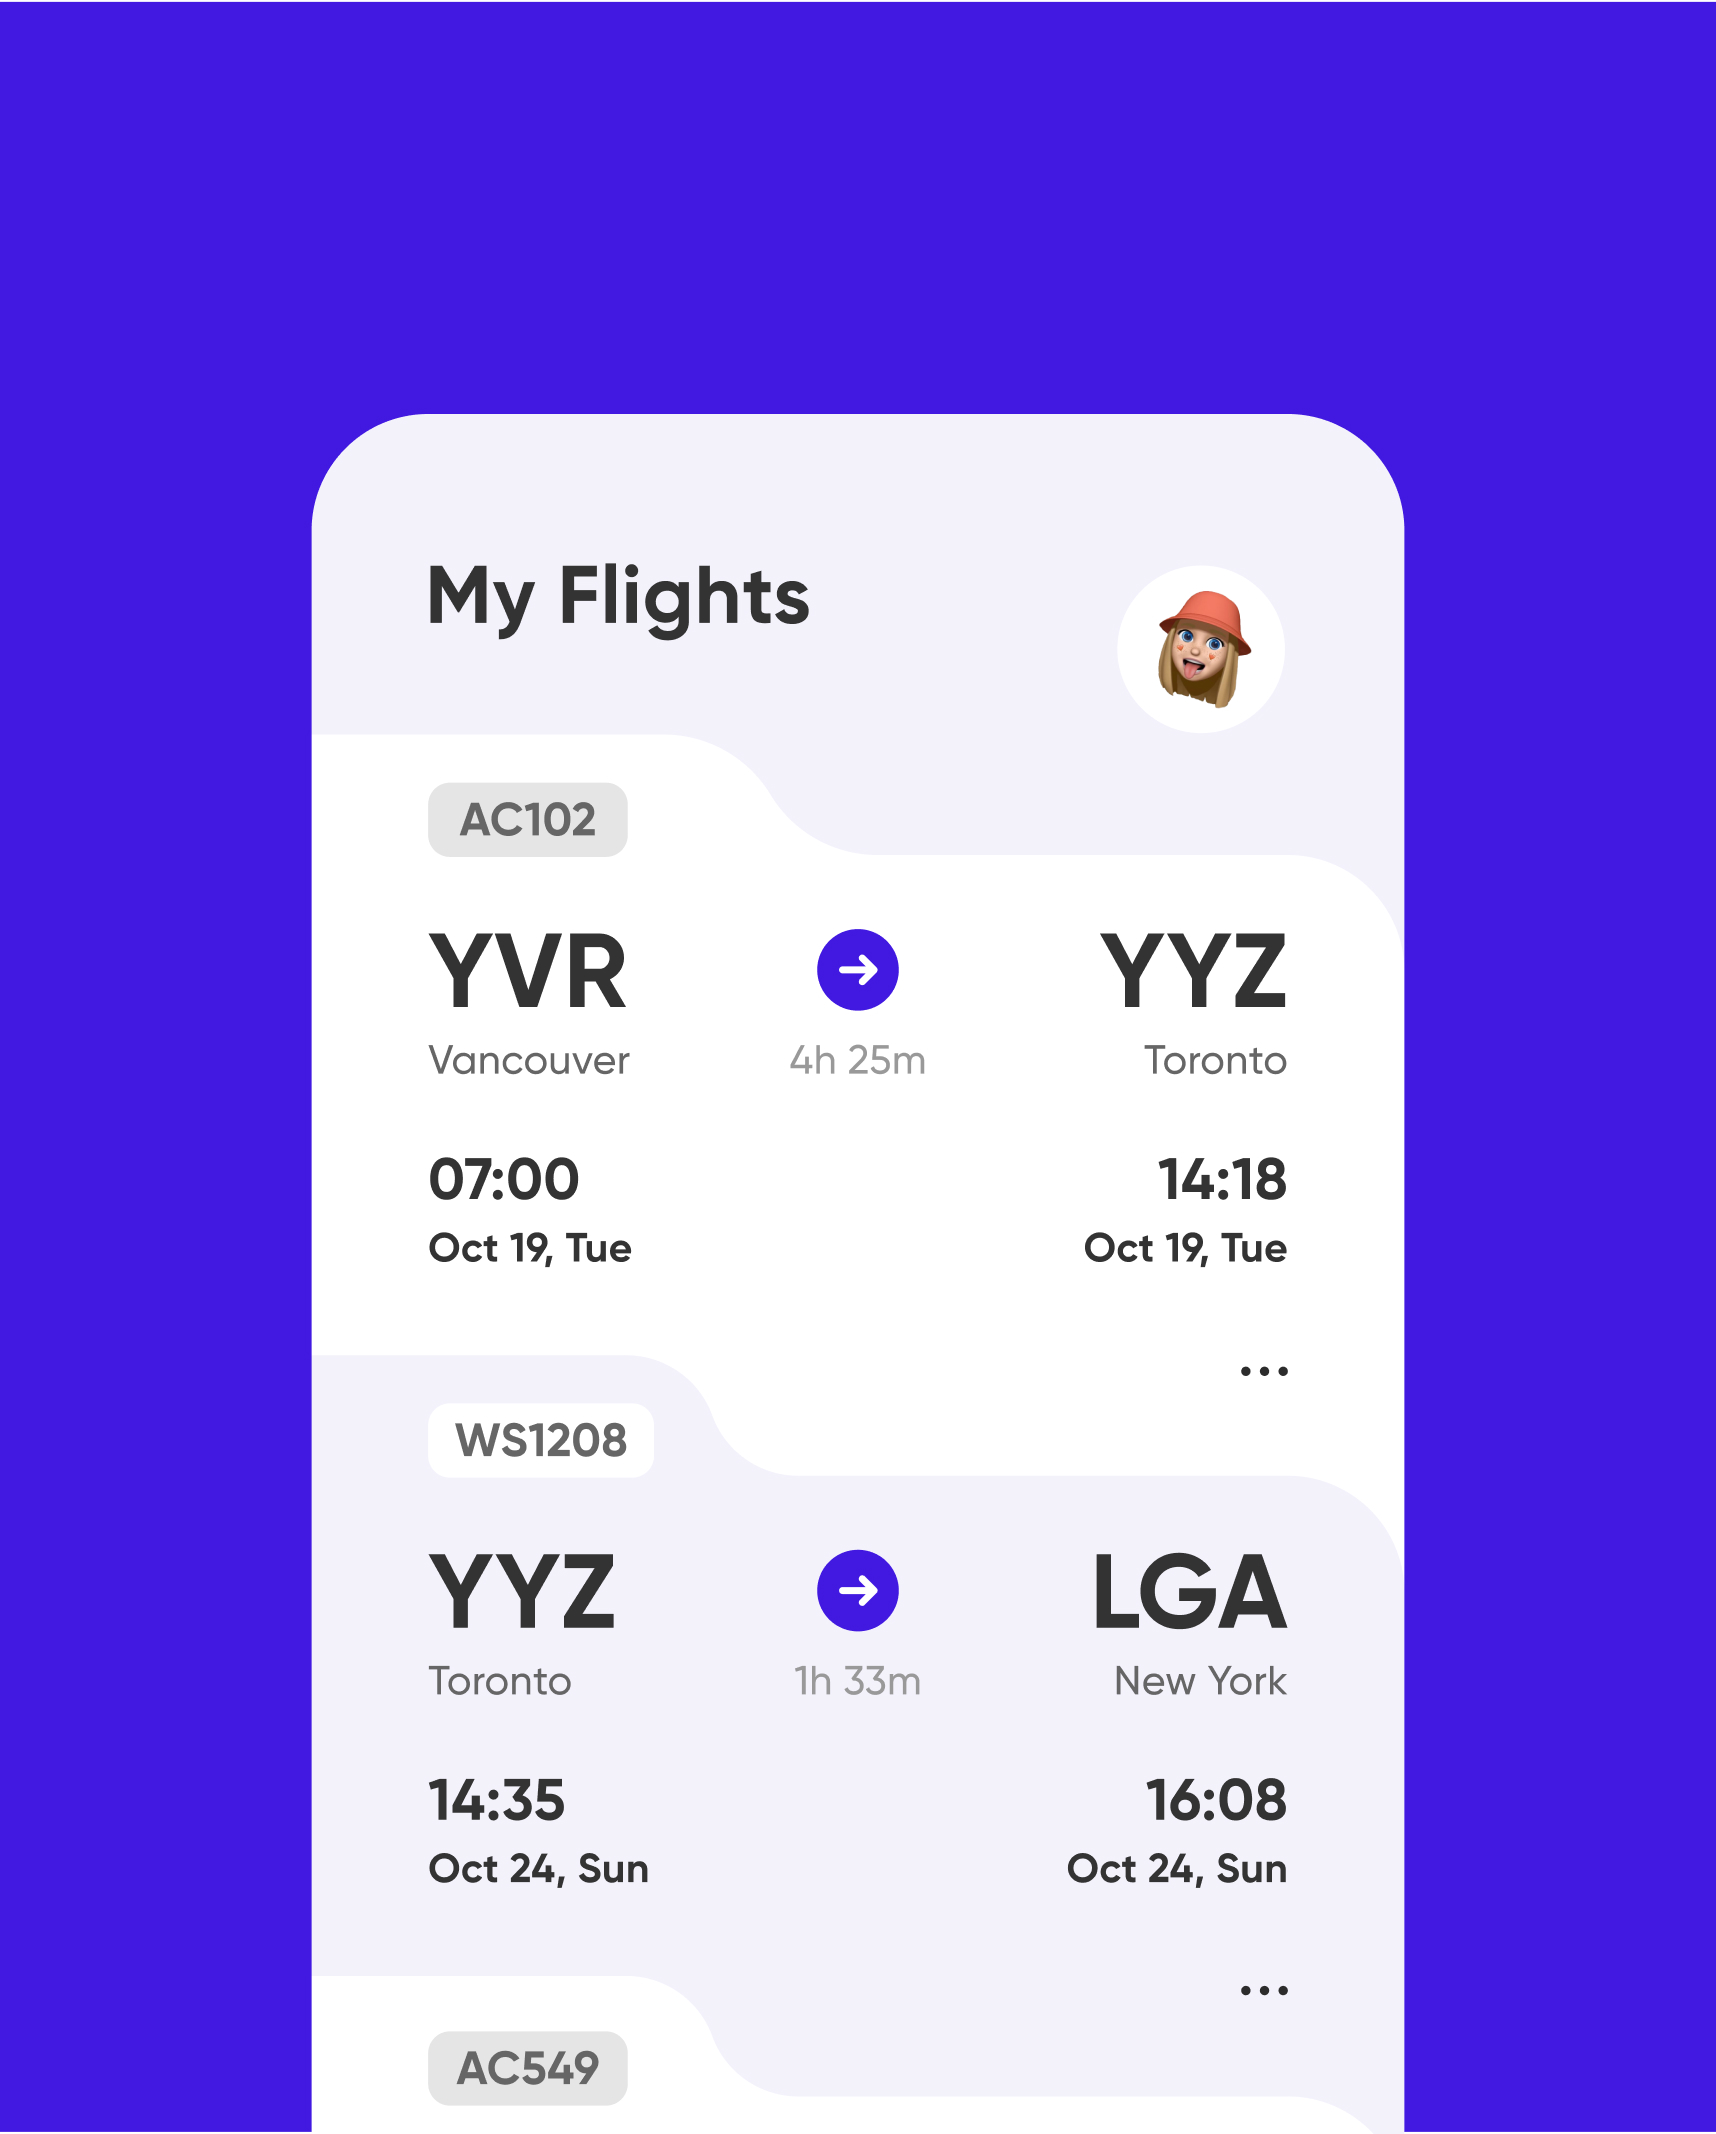 My Flights
AC102
YVR YYZ
Vancouver 4h 25m Toronto
07:00 14:18
Oct 19, Tue Oct 19, Tue
...
WS1208
YYZ LGA
Toronto 1h 33m New York
14:35 16:08
Oct 24, Sun Oct 24, Sun
...
AC549